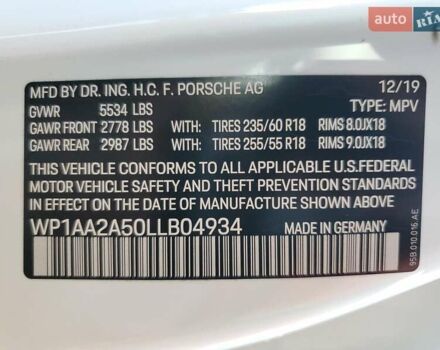 auto RIA
MFD BY DR. ING. H.C. F. PORSCHE AG 12/19
GVWR 5534 LBS TYPE: MPV
GAWR FRONT 2778 LBS WITH: TIRES 235/60 R18 RIMS 8.0JX18
GAWR REAR 2987 LBS WITH: TIRES 255/55 R18 RIMS 9.0JX18
THIS VEHICLE CONFORMS TO ALL APPLICABLE U.S.FEDERAL
MOTOR VEHICLE SAFETY AND THEFT PREVENTION STANDARDS
IN EFFECT ON THE DATE OF MANUFACTURE SHOWN ABOVE.
WP1AA2A50LLB04934 MADE IN GERMANY
95B.010.016.AE